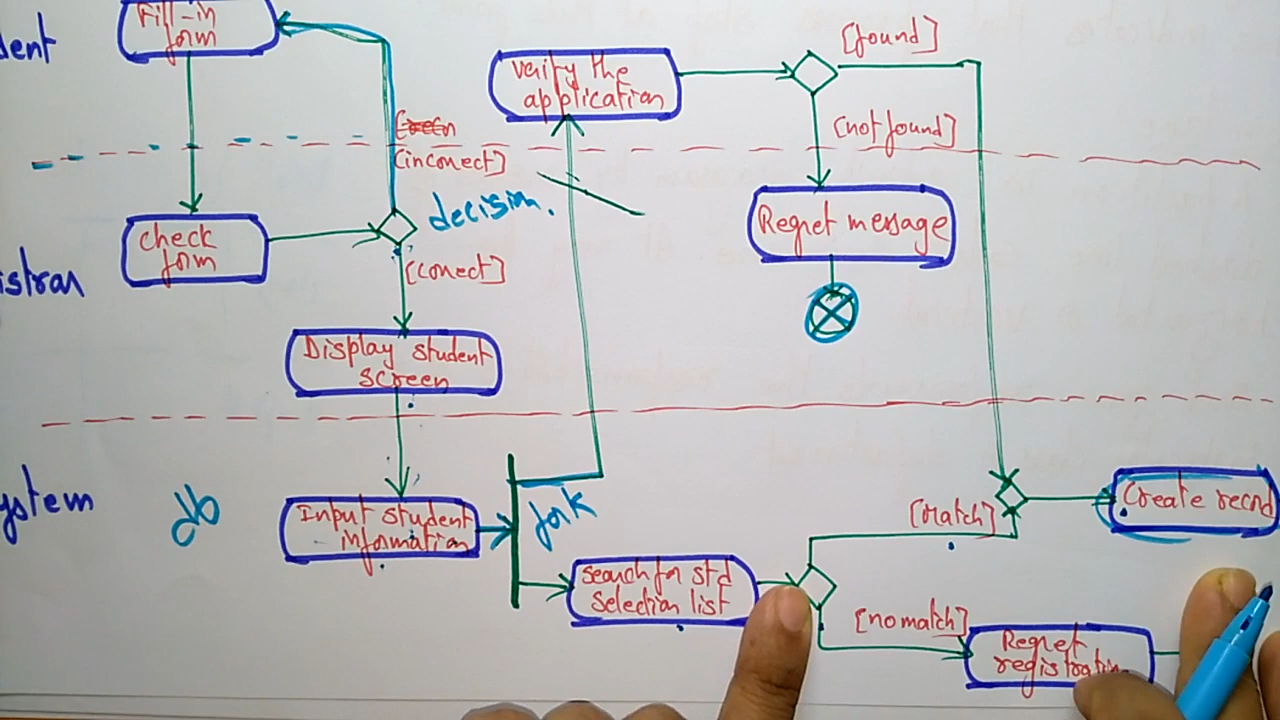 Fill-in
form
dent
[found]
verify the
application
[not found]
[incorrect]
decision.
Regret message
check
form
istrar
[correct]
Display student
screen
ystem
db
Input student
information
fork
[match]
Create record
search for std
selection list
[no match]
Regret
registration